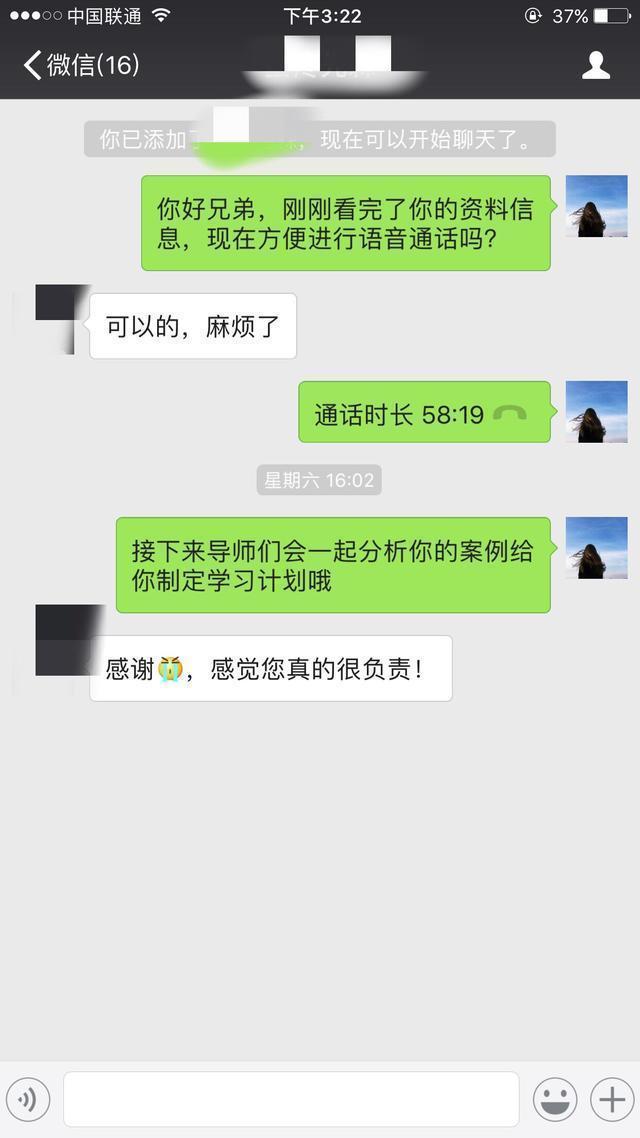 中国联通
下午3:22
37%
微信(16)
你已添加了
，现在可以开始聊天了。
你好兄弟，刚刚看完了你的资料信
息，现在方便进行语音通话吗？
可以的，麻烦了
通话时长 58:19
星期六 16:02
接下来导师们会一起分析你的案例给
你制定学习计划哦
感谢😭，感觉您真的很负责！